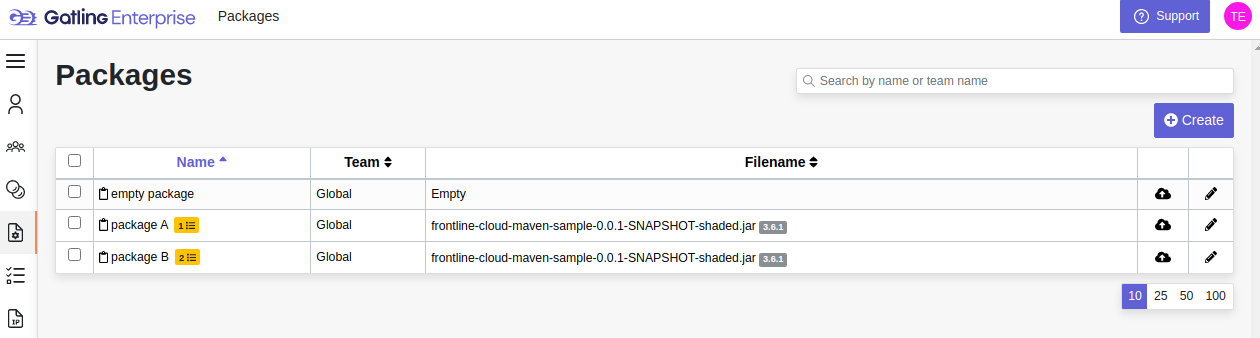 Gatling Enterprise Packages Support TE
Packages
Search by name or team name
Create
Name Team Filename
empty package Global Empty
package A 1 Global frontline-cloud-maven-sample-0.0.1-SNAPSHOT-shaded.jar 3.6.1
package B 2 Global frontline-cloud-maven-sample-0.0.1-SNAPSHOT-shaded.jar 3.6.1
10 25 50 100
IP